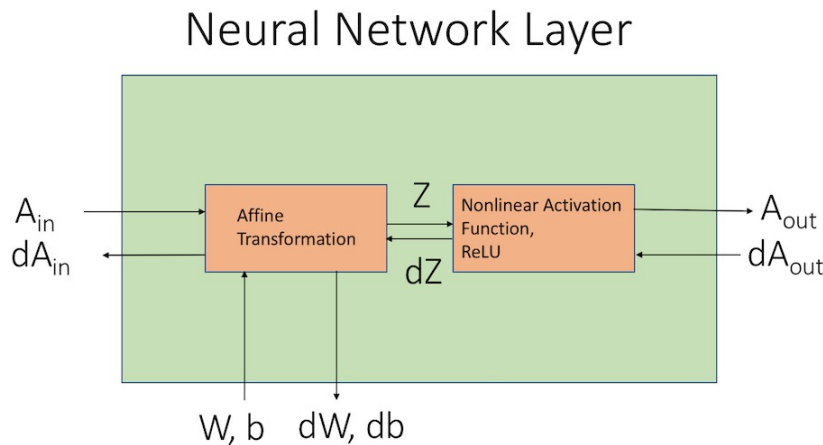 Neural Network Layer
A_in
dA_in
Affine
Transformation
Z
dZ
Nonlinear Activation
Function,
ReLU
A_out
dA_out
W, b
dW, db